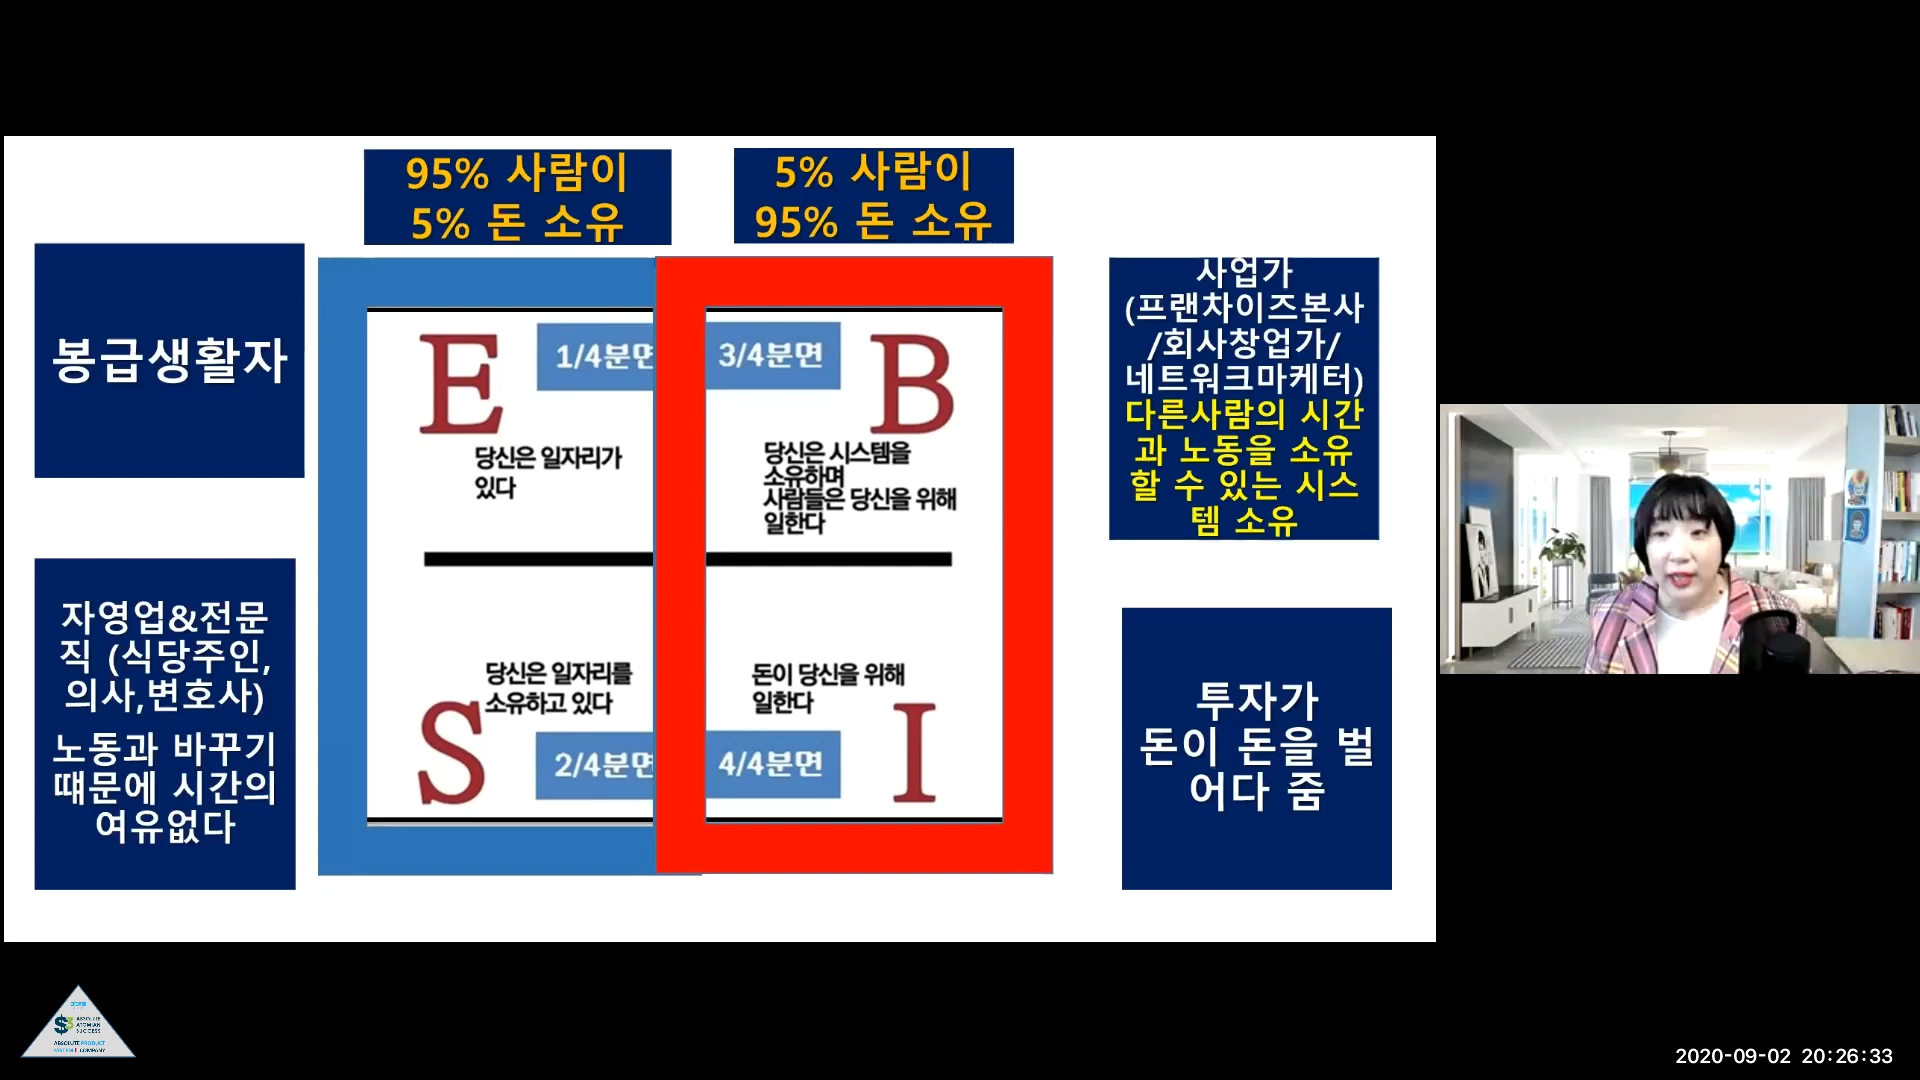 95% 사람이
5% 돈 소유
5% 사람이
95% 돈 소유
봉급생활자
E
1/4분면
당신은 일자리가
있다
3/4분면
B
당신은 시스템을
소유하며
사람들은 당신을 위해
일한다
사업가
(프랜차이즈본사
/회사창업가/
네트워크마케터)
다른사람의 시간
과 노동을 소유
할 수 있는 시스
템 소유
자영업&전문
직 (식당주인,
의사,변호사)
노동과 바꾸기
떄문에 시간의
여유없다
당신은 일자리를
소유하고 있다
S
2/4분면
돈이 당신을 위해
일한다
I
4/4분면
투자가
돈이 돈을 벌
어다 줌
ABSOLUTE
ATOMIAN
SUCCESS
ABSOLUTE PRODUCT
SYSTEM & COMPANY
2020-09-02 20:26:33